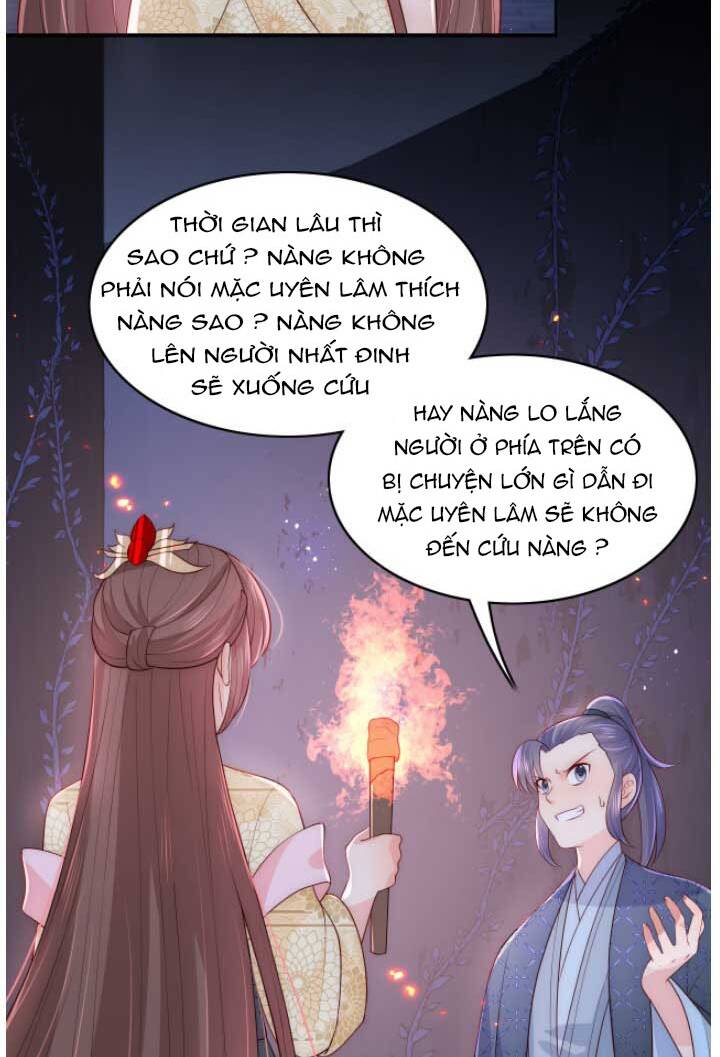 THỜI GIAN LÂU THÌ
SAO CHỨ ? NÀNG KHÔNG
PHẢI NÓI MẶC UYÊN LÂM THÍCH
NÀNG SAO ? NÀNG KHÔNG
LÊN NGƯỜI NHẤT ĐINH
SẼ XUỐNG CỨU
HAY NÀNG LO LẮNG
NGƯỜI Ở PHÍA TRÊN CÓ
BỊ CHUYỆN LỚN GÌ DẪN ĐI
MẶC UYÊN LÂM SẼ KHÔNG
ĐẾN CỨU NÀNG ?